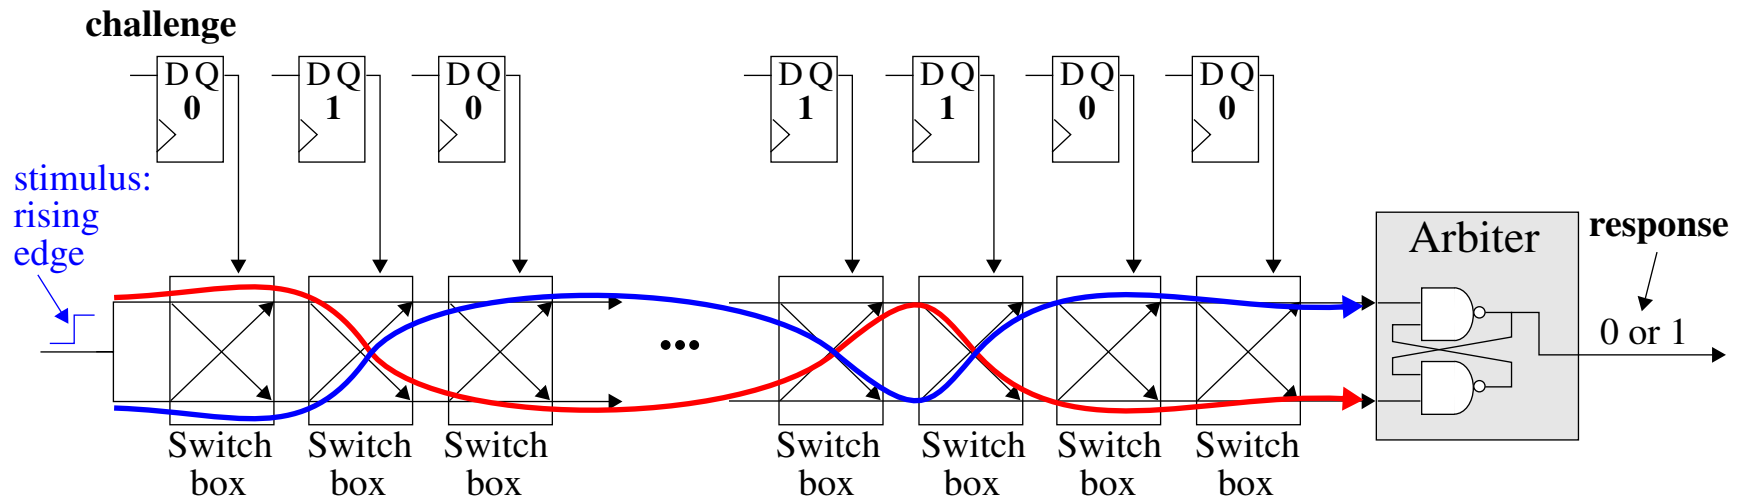 challenge
D Q
0
D Q
1
D Q
0
D Q
1
D Q
1
D Q
0
D Q
0
stimulus:
rising
edge
Arbiter
response
0 or 1
•••
Switch
box
Switch
box
Switch
box
Switch
box
Switch
box
Switch
box
Switch
box